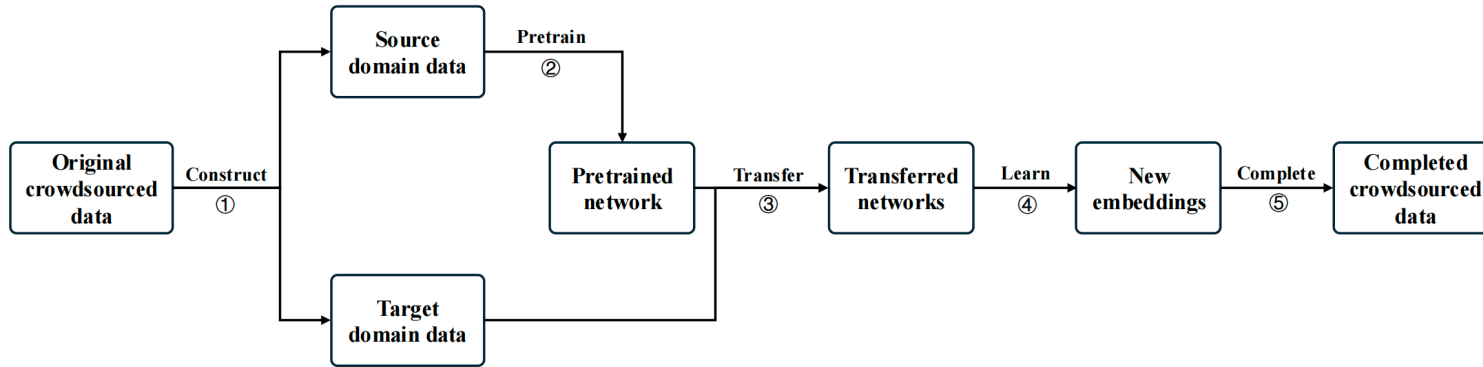 Original
crowdsourced
data
Construct
①
Source
domain data
Pretrain
②
Target
domain data
Pretrained
network
Transfer
③
Transferred
networks
Learn
④
New
embeddings
Complete
⑤
Completed
crowdsourced
data